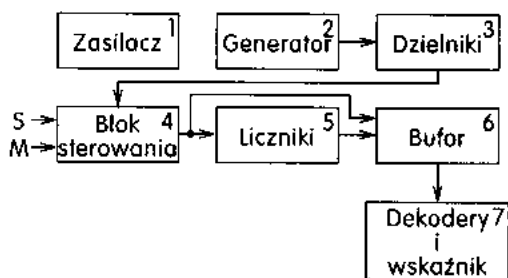 Zasilacz 1
Generator 2
Dzielniki 3
S
M
Blok 4
sterowania
Liczniki 5
Bufor 6
Dekodery 7
i
wskaźnik